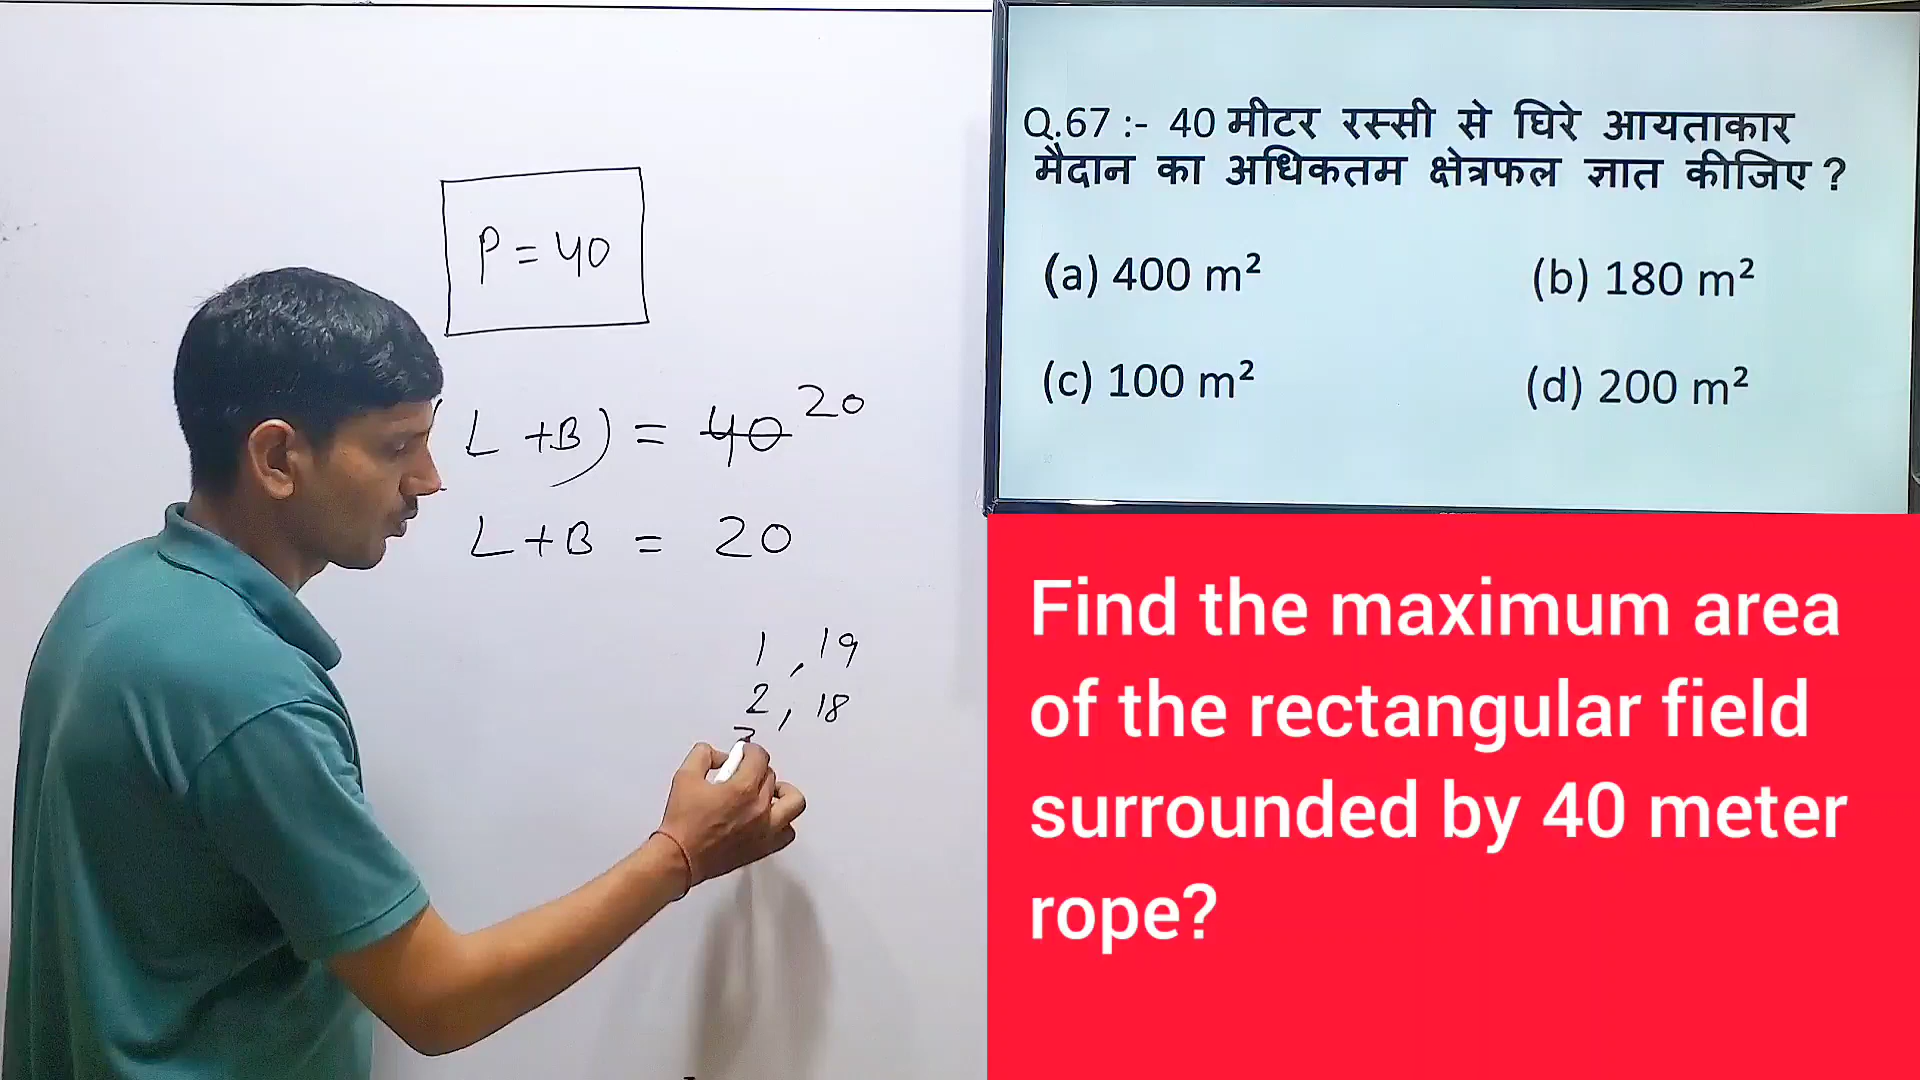 P = 40
(L +B) = 40 20
L+B = 20
1 , 19
2 , 18
Q.67 :- 40 मीटर रस्सी से घिरे आयताकार
मैदान का अधिकतम क्षेत्रफल ज्ञात कीजिए ?
(a) 400 m² (b) 180 m²
(c) 100 m² (d) 200 m²
Find the maximum area
of the rectangular field
surrounded by 40 meter
rope?